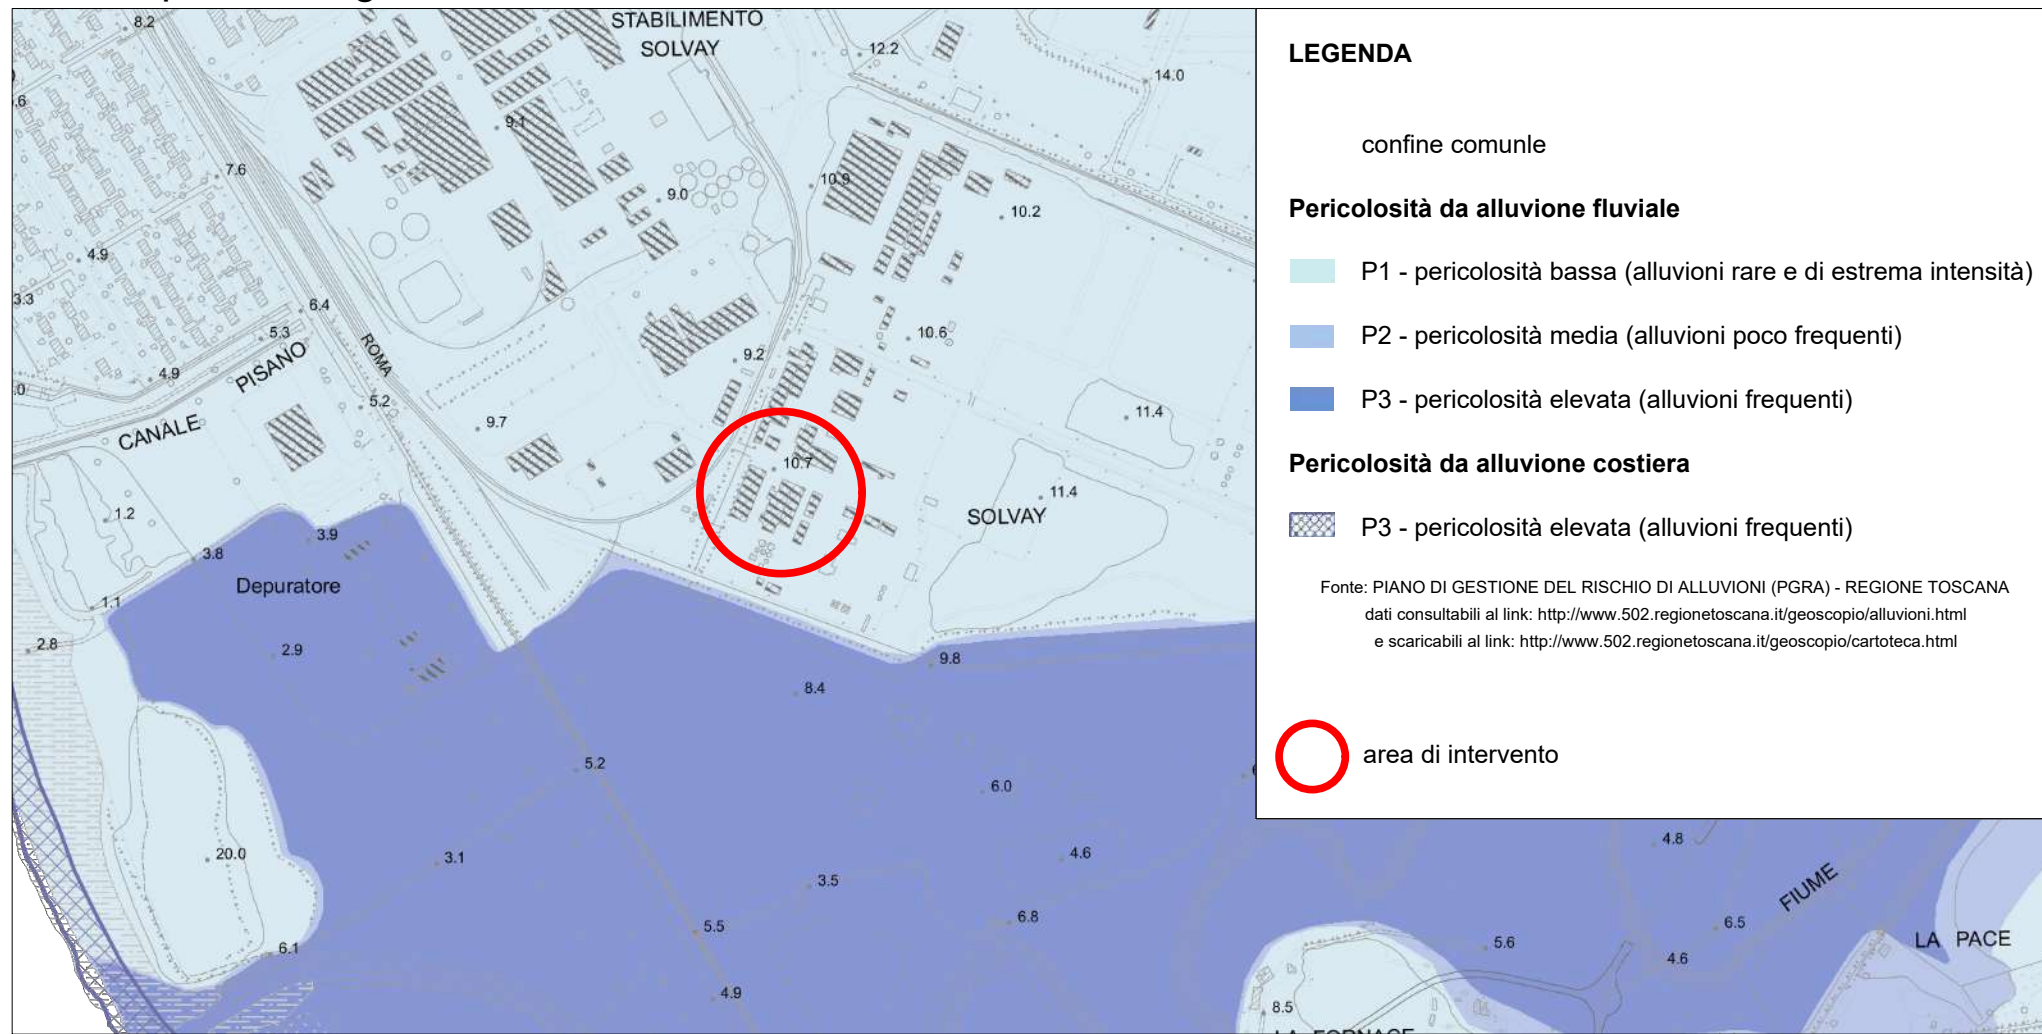 STABILIMENTO
SOLVAY
8.2
12.2
14.0
9.1
7.6
10.9
9.0
10.2
4.9
3.3
6.4
5.3
ROMA
10.6
9.2
PISANO
4.9
5.2
CANALE
9.7
11.4
10.7
11.4
SOLVAY
1.2
3.9
3.8
Depuratore
1.1
2.8
2.9
9.8
8.4
5.2
6.0
4.6
4.8
20.0
3.1
3.5
FIUME
6.8
6.5
5.5
5.6
LA PACE
6.1
4.6
4.9
8.5
LA FORNACE
LEGENDA
confine comunle
Pericolosità da alluvione fluviale
P1 - pericolosità bassa (alluvioni rare e di estrema intensità)
P2 - pericolosità media (alluvioni poco frequenti)
P3 - pericolosità elevata (alluvioni frequenti)
Pericolosità da alluvione costiera
P3 - pericolosità elevata (alluvioni frequenti)
Fonte: PIANO DI GESTIONE DEL RISCHIO DI ALLUVIONI (PGRA) - REGIONE TOSCANA
dati consultabili al link: http://www.502.regionetoscana.it/geoscopio/alluvioni.html
e scaricabili al link: http://www.502.regionetoscana.it/geoscopio/cartoteca.html
area di intervento